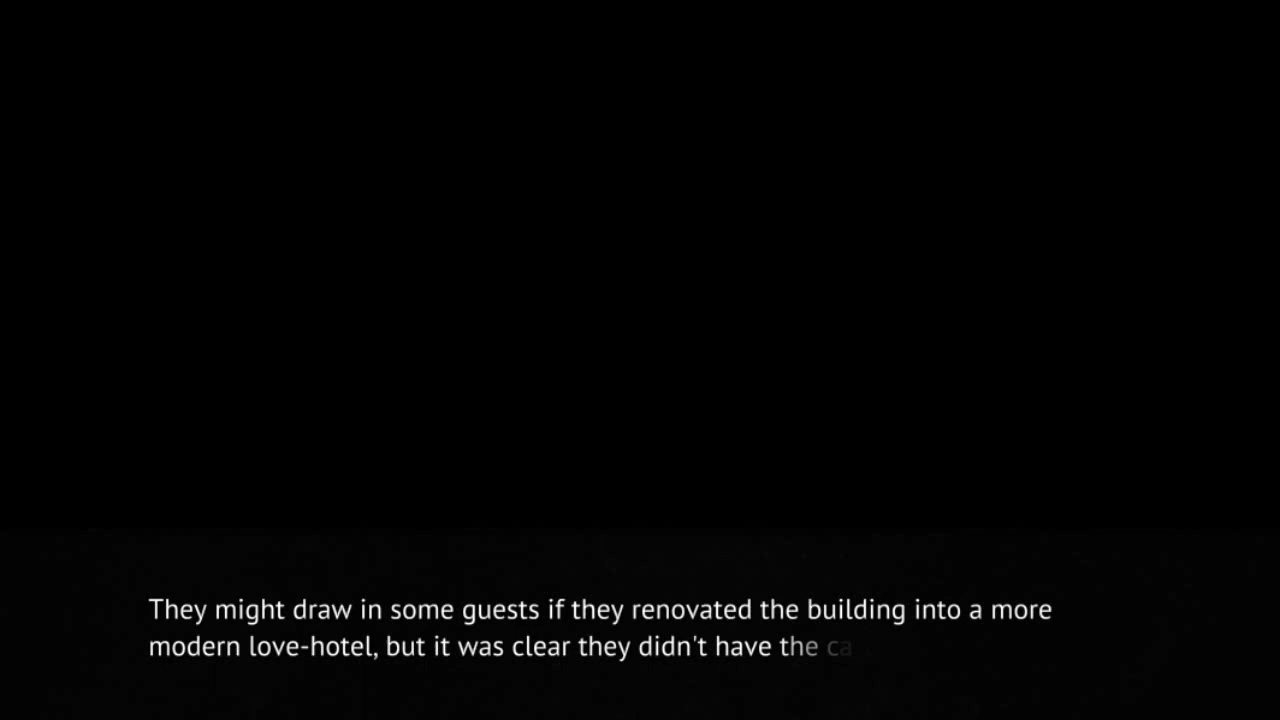 They might draw in some guests if they renovated the building into a more
modern love-hotel, but it was clear they didn't have the ca